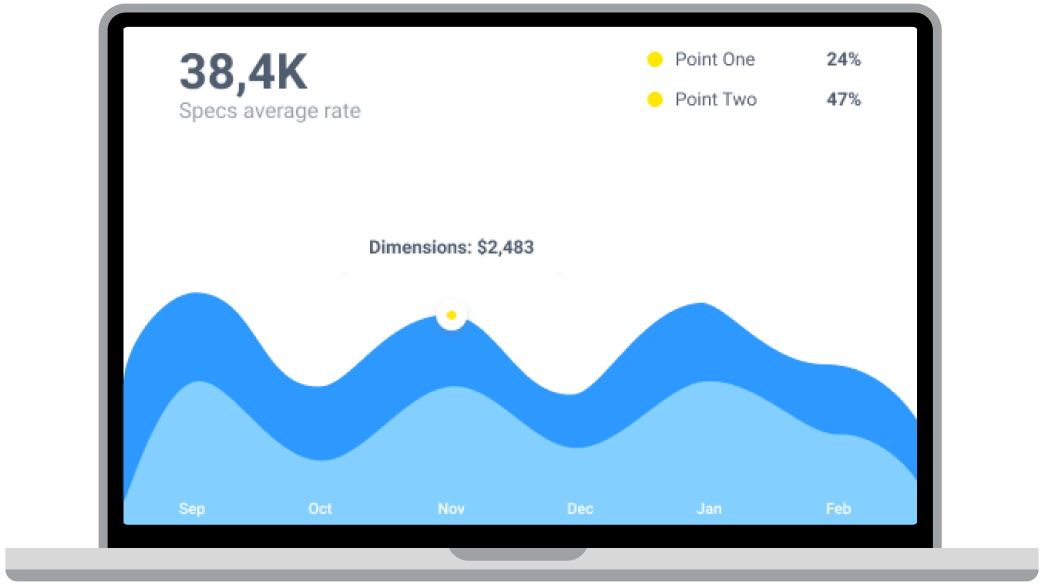 38,4K
Specs average rate
Point One 24%
Point Two 47%
Dimensions: $2,483
Sep Oct Nov Dec Jan Feb